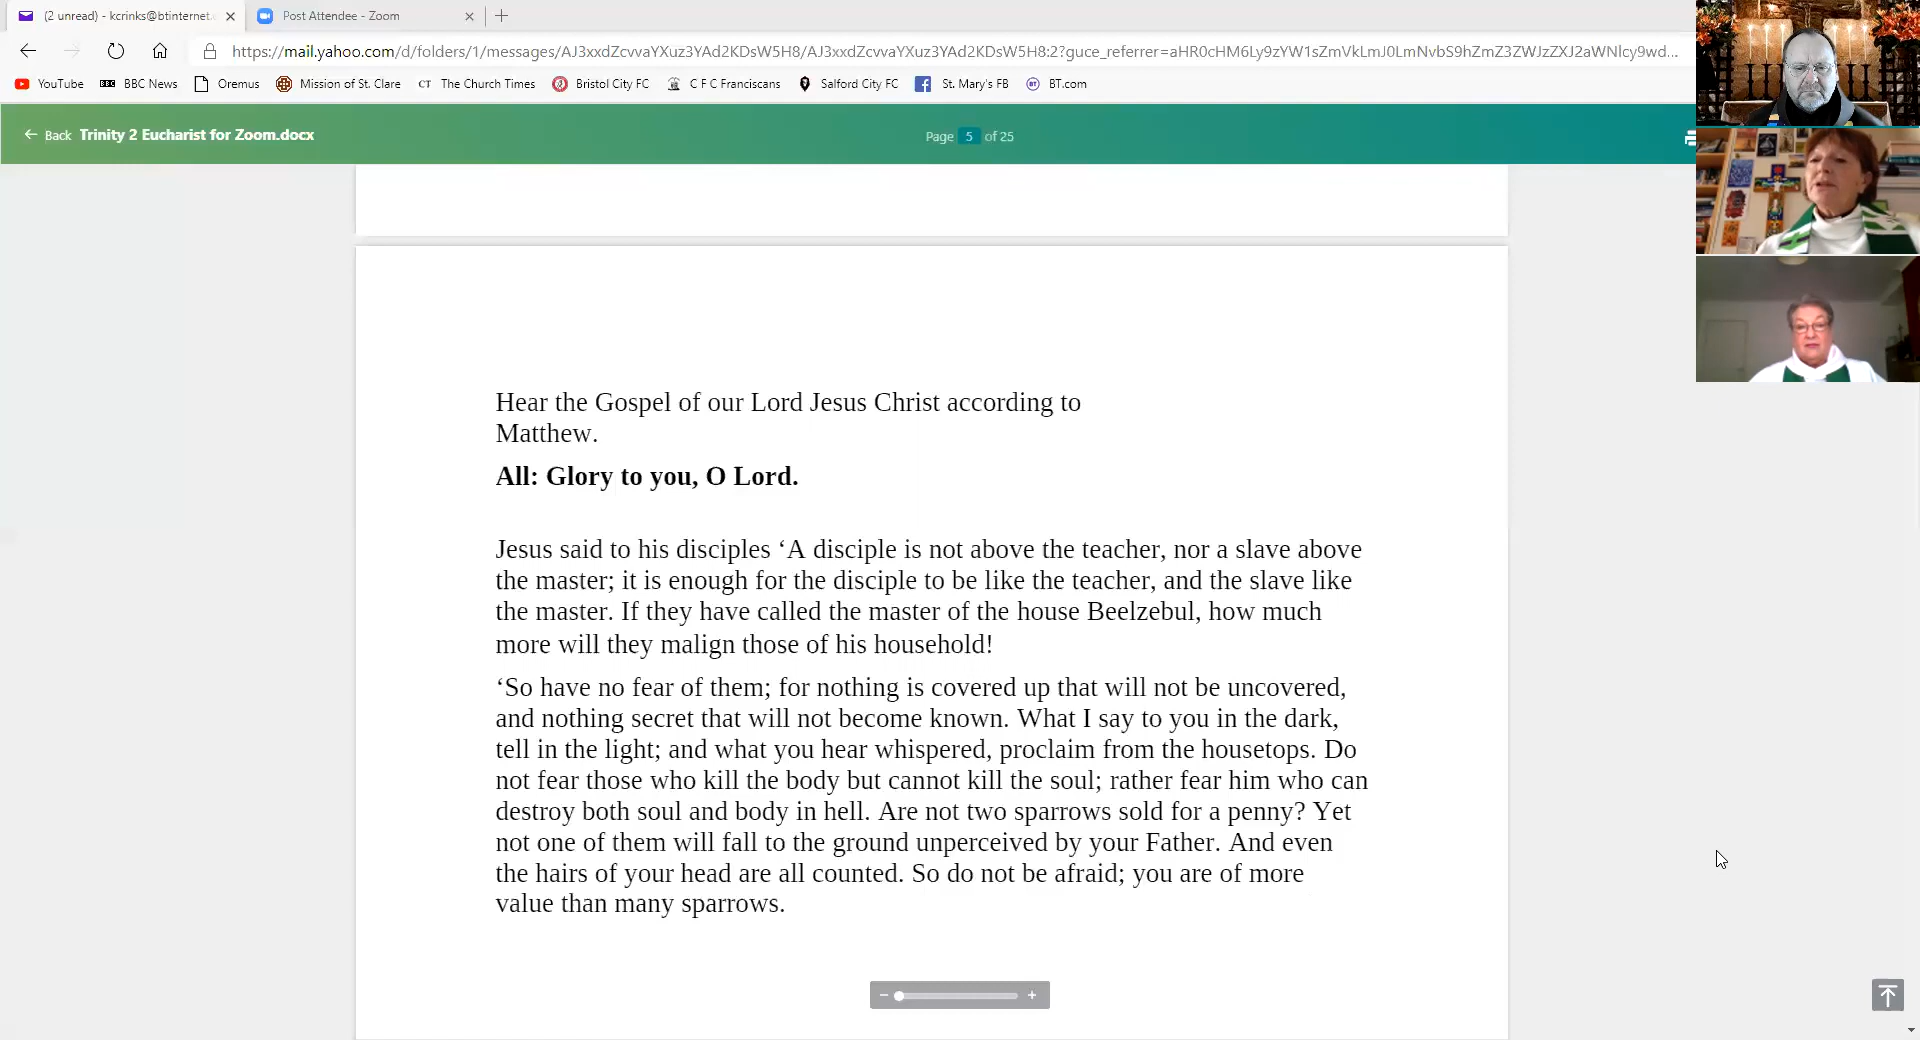 (2 unread) - kcrinks@btinternet.
Post Attendee - Zoom
https://mail.yahoo.com/d/folders/1/messages/AJ3xxdZcvvaYXuz3YAd2KDsW5H8/AJ3xxdZcvvaYXuz3YAd2KDsW5H8:2?guce_referrer=aHR0cHM6Ly9zYW1sZmVkLmJ0LmNvbS9hZmZ3ZWJzZXJ2aWNlcy9wd...
YouTube BBC News Oremus Mission of St. Clare CT The Church Times Bristol City FC C F C Franciscans Salford City FC St. Mary's FB BT.com
Back Trinity 2 Eucharist for Zoom.docx Page 5 of 25
Hear the Gospel of our Lord Jesus Christ according to
Matthew.
All: Glory to you, O Lord.
Jesus said to his disciples ‘A disciple is not above the teacher, nor a slave above
the master; it is enough for the disciple to be like the teacher, and the slave like
the master. If they have called the master of the house Beelzebul, how much
more will they malign those of his household!
‘So have no fear of them; for nothing is covered up that will not be uncovered,
and nothing secret that will not become known. What I say to you in the dark,
tell in the light; and what you hear whispered, proclaim from the housetops. Do
not fear those who kill the body but cannot kill the soul; rather fear him who can
destroy both soul and body in hell. Are not two sparrows sold for a penny? Yet
not one of them will fall to the ground unperceived by your Father. And even
the hairs of your head are all counted. So do not be afraid; you are of more
value than many sparrows.